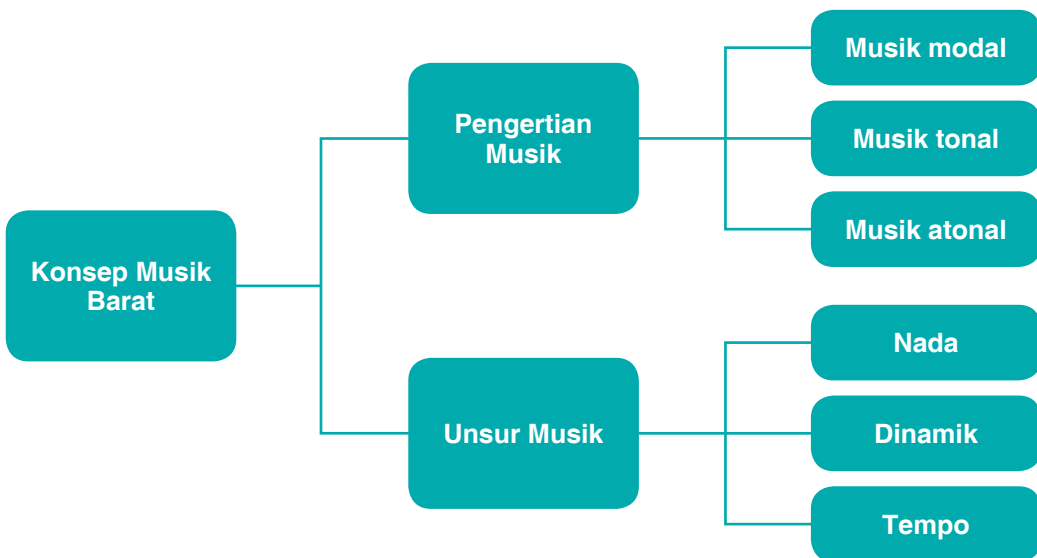 Konsep Musik
Barat
Pengertian
Musik
Musik modal
Musik tonal
Musik atonal
Unsur Musik
Nada
Dinamik
Tempo